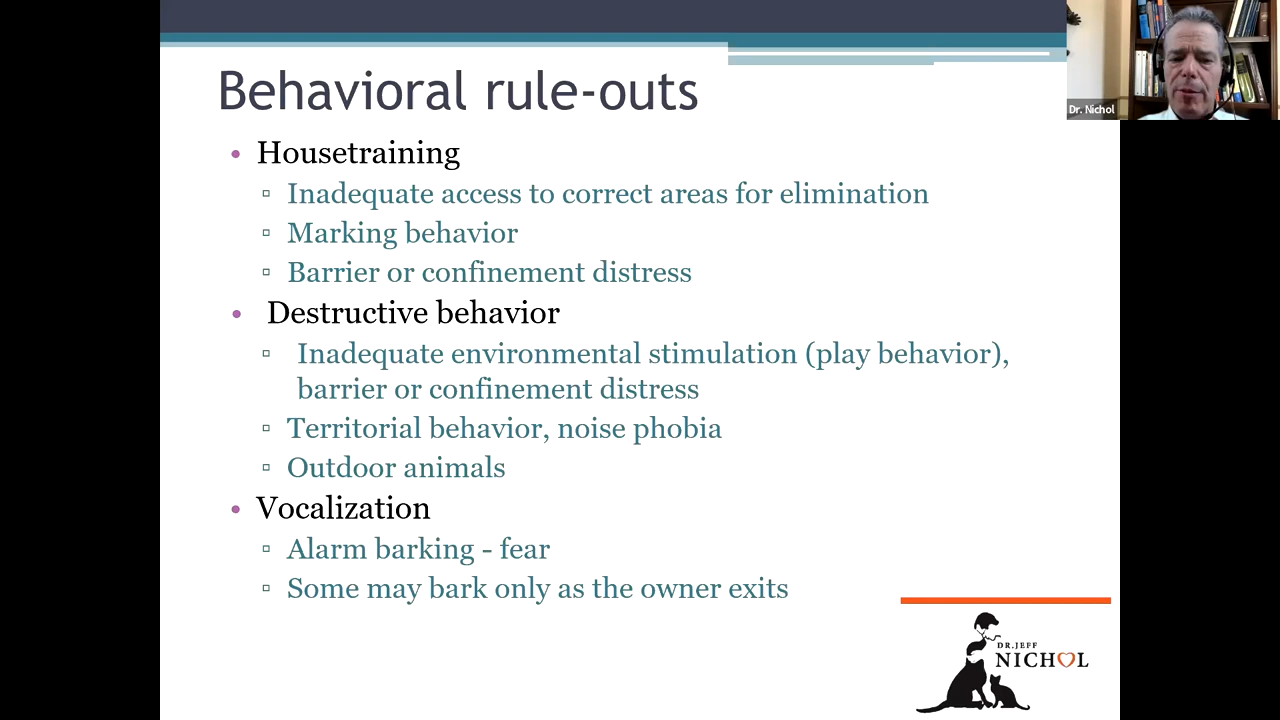 Behavioral rule-outs
• Housetraining
▫ Inadequate access to correct areas for elimination
▫ Marking behavior
▫ Barrier or confinement distress
• Destructive behavior
▫ Inadequate environmental stimulation (play behavior),
barrier or confinement distress
▫ Territorial behavior, noise phobia
▫ Outdoor animals
• Vocalization
▫ Alarm barking - fear
▫ Some may bark only as the owner exits
Dr. Nichol
DR. JEFF
NICHOL